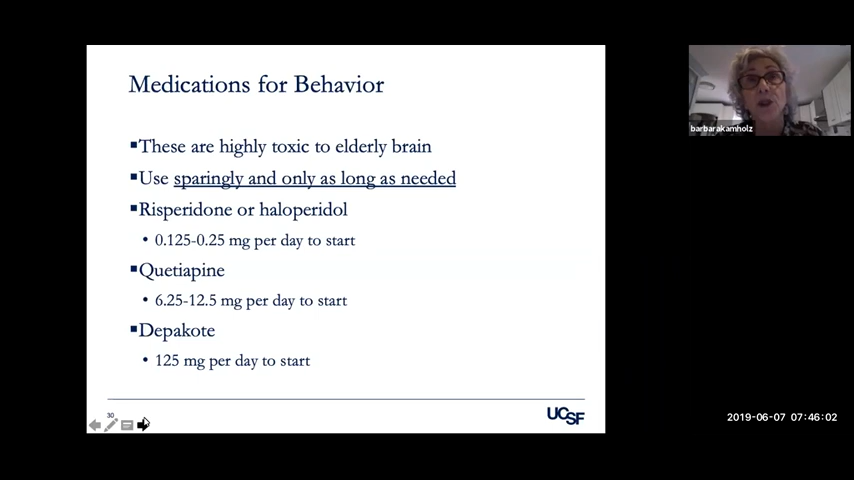 Medications for Behavior
▪These are highly toxic to elderly brain
▪Use sparingly and only as long as needed
▪Risperidone or haloperidol
• 0.125-0.25 mg per day to start
▪Quetiapine
• 6.25-12.5 mg per day to start
▪Depakote
• 125 mg per day to start
30
UCSF
barbarakamholz
2019-06-07 07:46:02